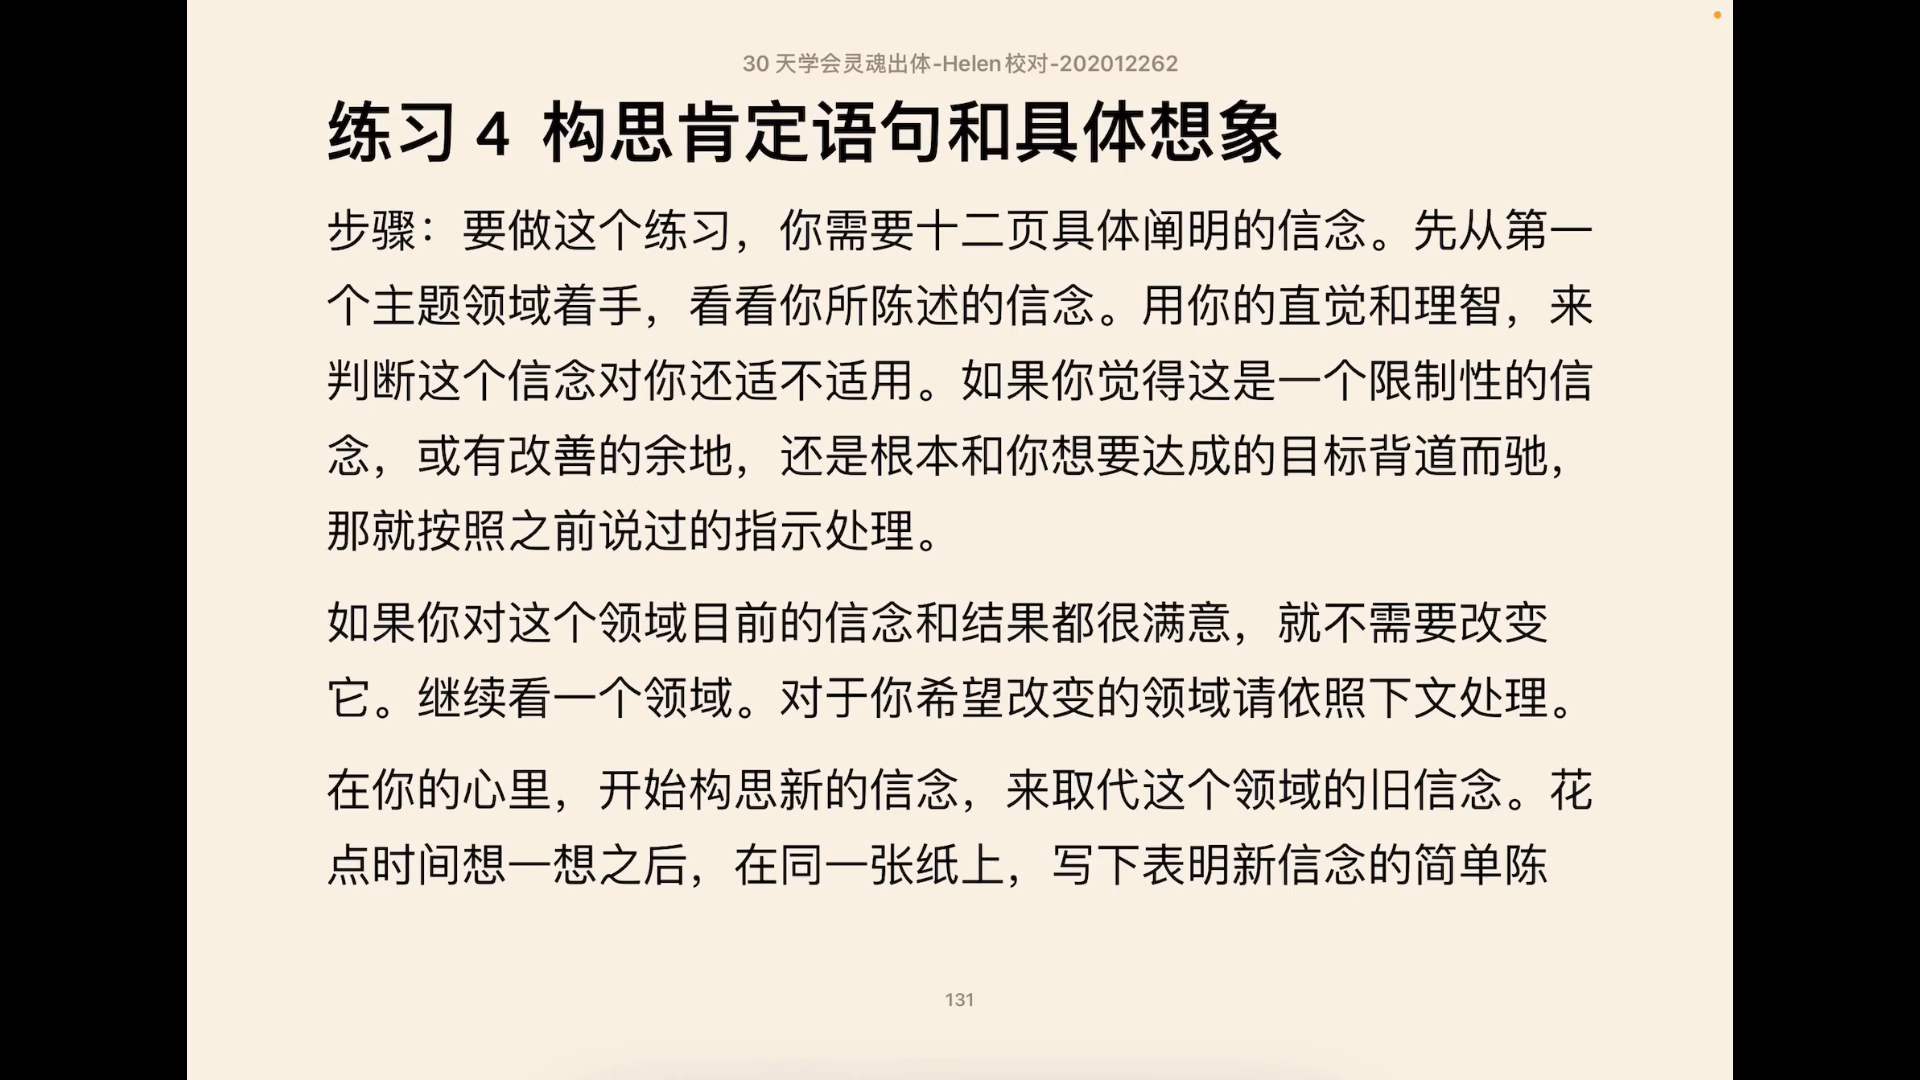 30 天学会灵魂出体-Helen校对-202012262
练习 4 构思肯定语句和具体想象
步骤：要做这个练习，你需要十二页具体阐明的信念。先从第一
个主题领域着手，看看你所陈述的信念。用你的直觉和理智，来
判断这个信念对你还适不适用。如果你觉得这是一个限制性的信
念，或有改善的余地，还是根本和你想要达成的目标背道而驰，
那就按照之前说过的指示处理。
如果你对这个领域目前的信念和结果都很满意，就不需要改变
它。继续看一个领域。对于你希望改变的领域请依照下文处理。
在你的心里，开始构思新的信念，来取代这个领域的旧信念。花
点时间想一想之后，在同一张纸上，写下表明新信念的简单陈
131